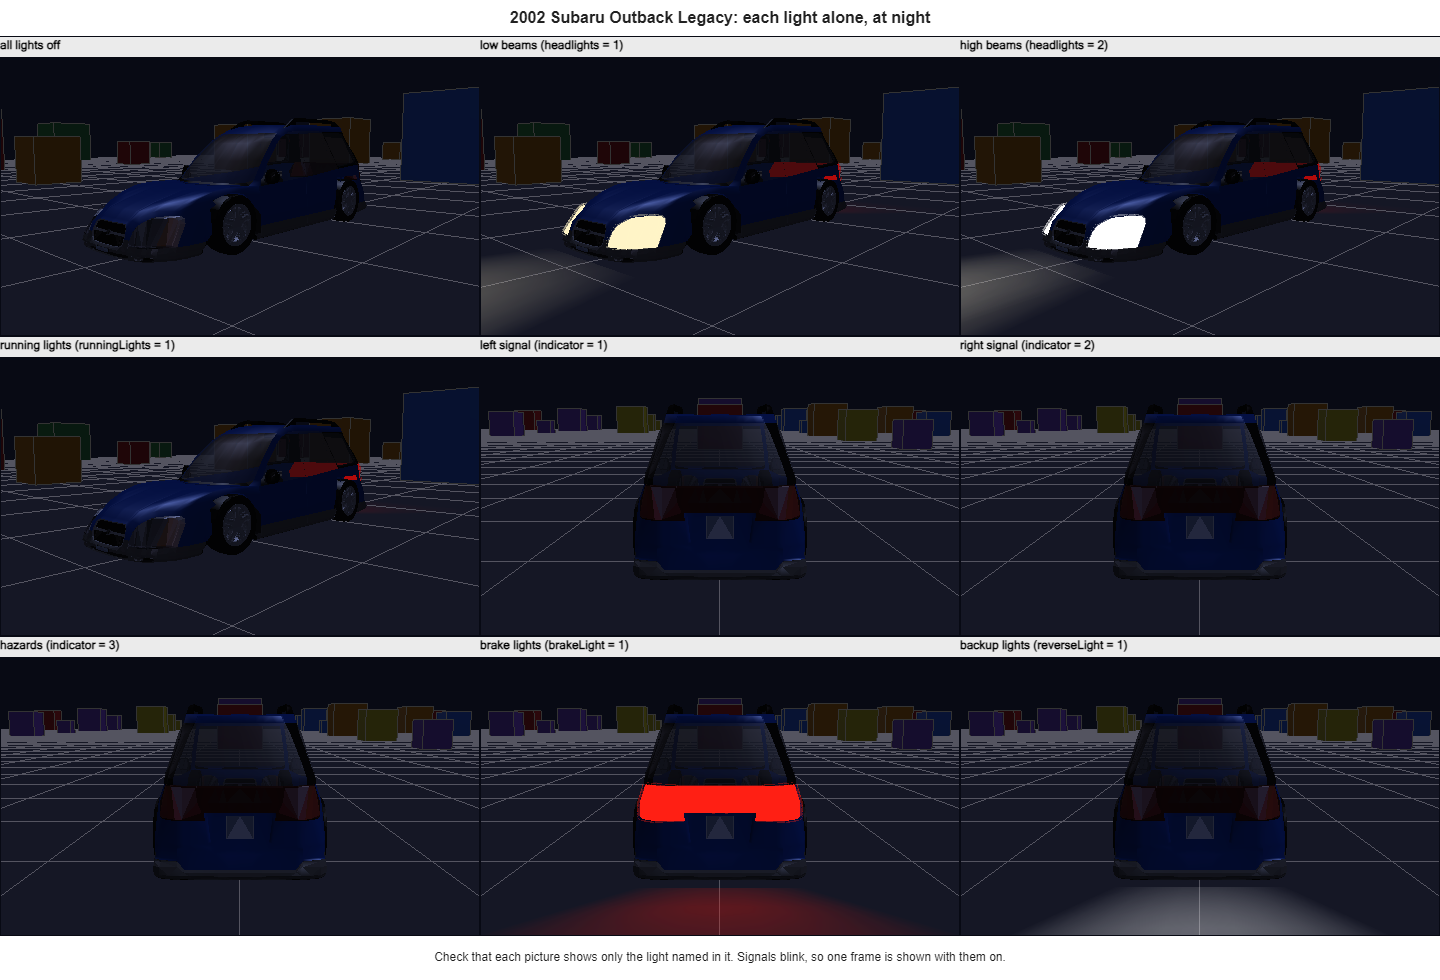 2002 Subaru Outback Legacy: each light alone, at night
all lights off
low beams (headlights = 1)
high beams (headlights = 2)
running lights (runningLights = 1)
left signal (indicator = 1)
right signal (indicator = 2)
hazards (indicator = 3)
brake lights (brakeLight = 1)
backup lights (reverseLight = 1)
Check that each picture shows only the light named in it. Signals blink, so one frame is shown with them on.